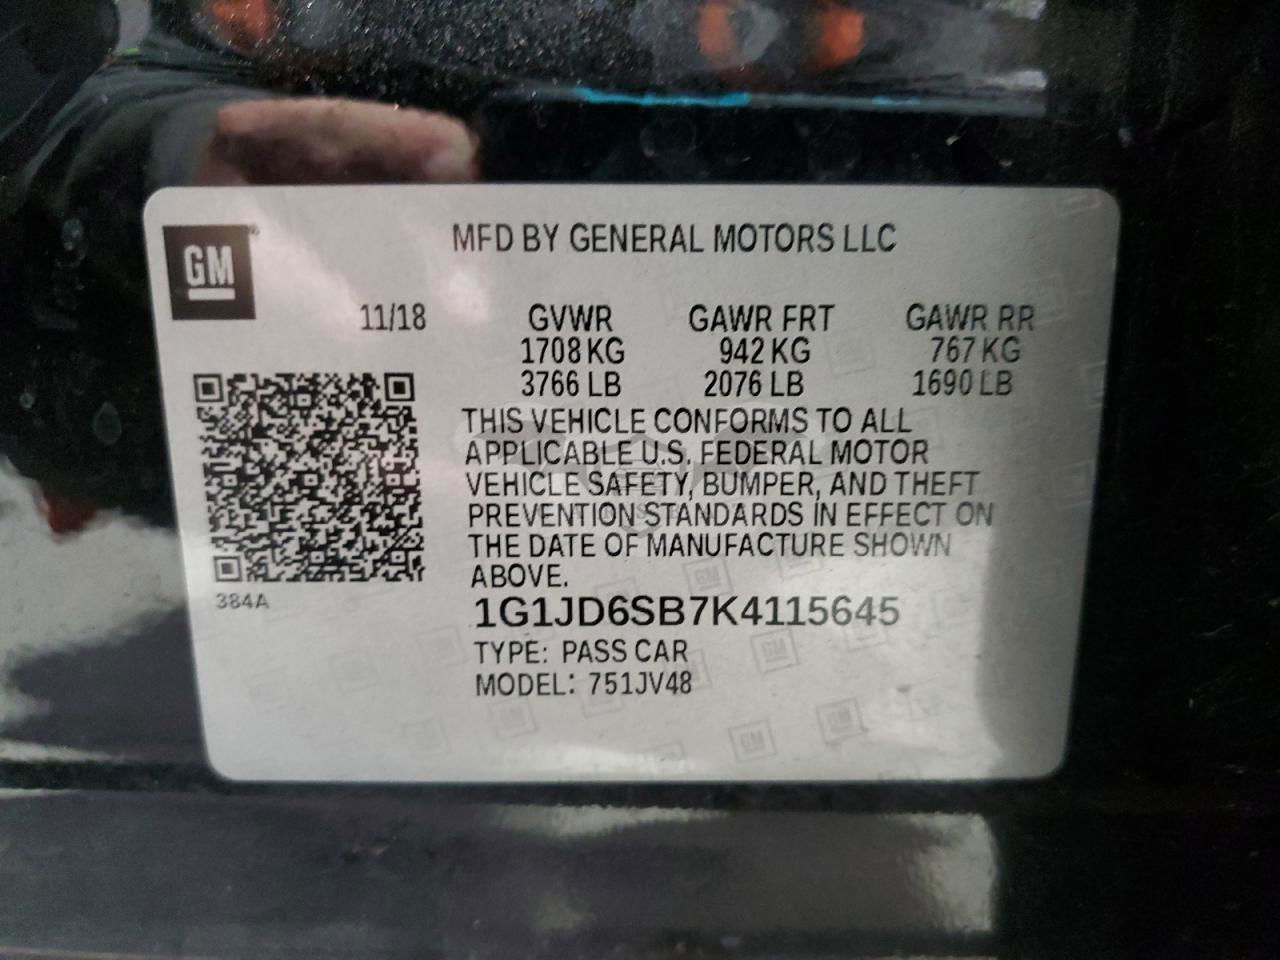 GM
MFD BY GENERAL MOTORS LLC
11/18 GVWR GAWR FRT GAWR RR
1708 KG 942 KG 767 KG
3766 LB 2076 LB 1690 LB
THIS VEHICLE CONFORMS TO ALL
APPLICABLE U.S. FEDERAL MOTOR
VEHICLE SAFETY, BUMPER, AND THEFT
PREVENTION STANDARDS IN EFFECT ON
THE DATE OF MANUFACTURE SHOWN
ABOVE.
384A
1G1JD6SB7K4115645
TYPE: PASS CAR
MODEL: 751JV48